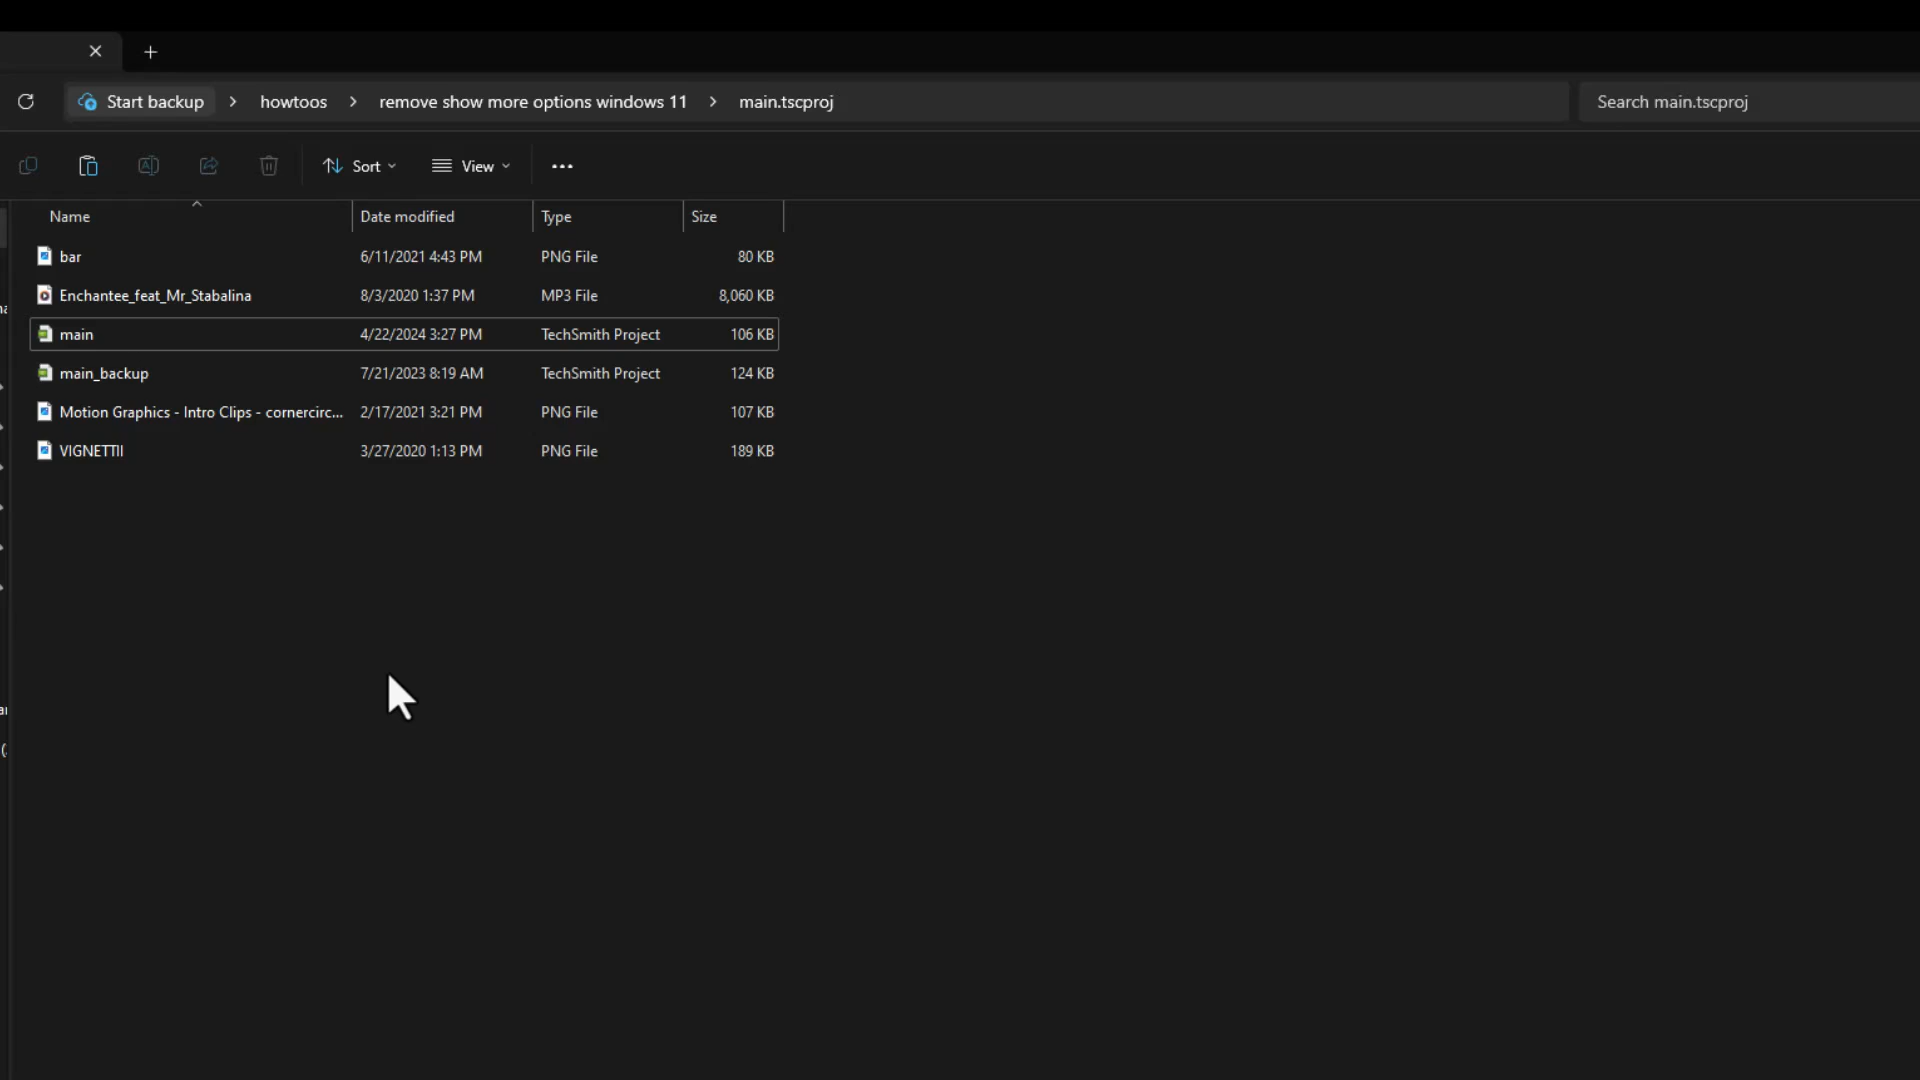 Start backup > howtoos > remove show more options windows 11 > main.tscproj
Search main.tscproj
Sort View
Name Date modified Type Size
bar 6/11/2021 4:43 PM PNG File 80 KB
Enchantee_feat_Mr_Stabalina 8/3/2020 1:37 PM MP3 File 8,060 KB
main 4/22/2024 3:27 PM TechSmith Project 106 KB
main_backup 7/21/2023 8:19 AM TechSmith Project 124 KB
Motion Graphics - Intro Clips - cornercirc... 2/17/2021 3:21 PM PNG File 107 KB
VIGNETTII 3/27/2020 1:13 PM PNG File 189 KB